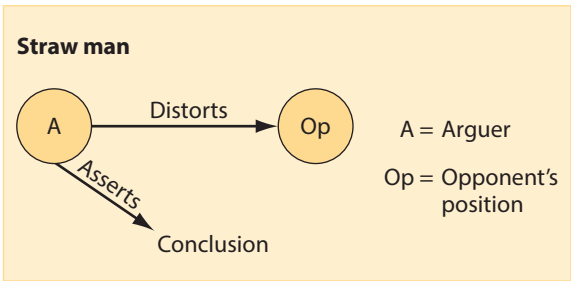 Straw man
A
Distorts
Op
Asserts
Conclusion
A = Arguer
Op = Opponent's
position